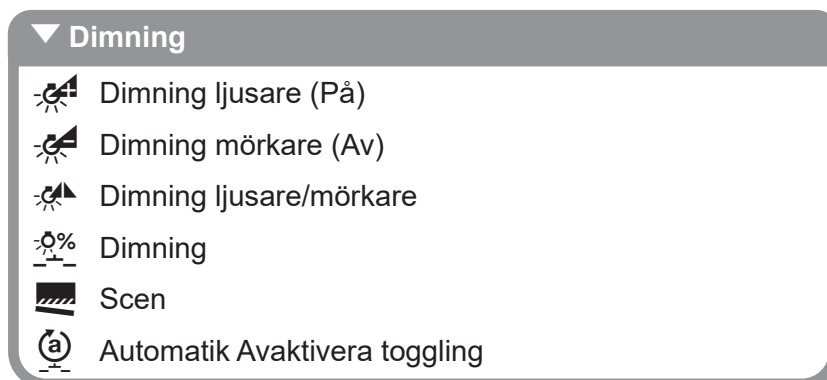 Dimning
Dimning ljusare (På)
Dimning mörkare (Av)
Dimning ljusare/mörkare
% Dimning
Scen
a Automatik Avaktivera toggling